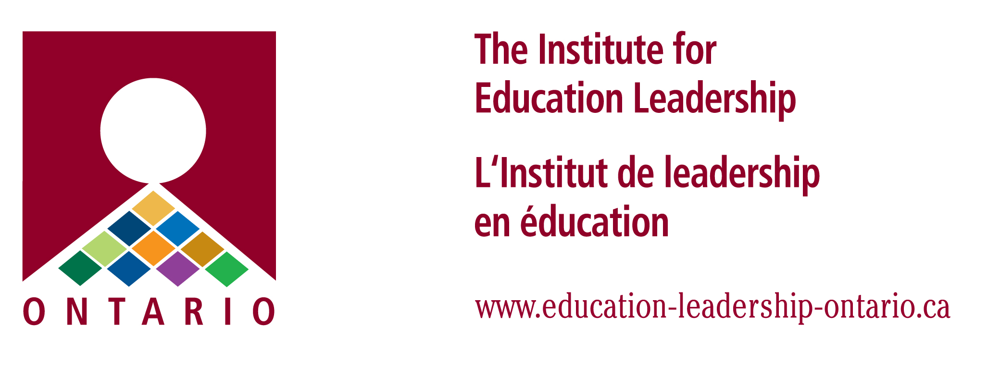 The Institute for
Education Leadership
L‘Institut de leadership
en éducation
www.education-leadership-ontario.ca
ONTARIO